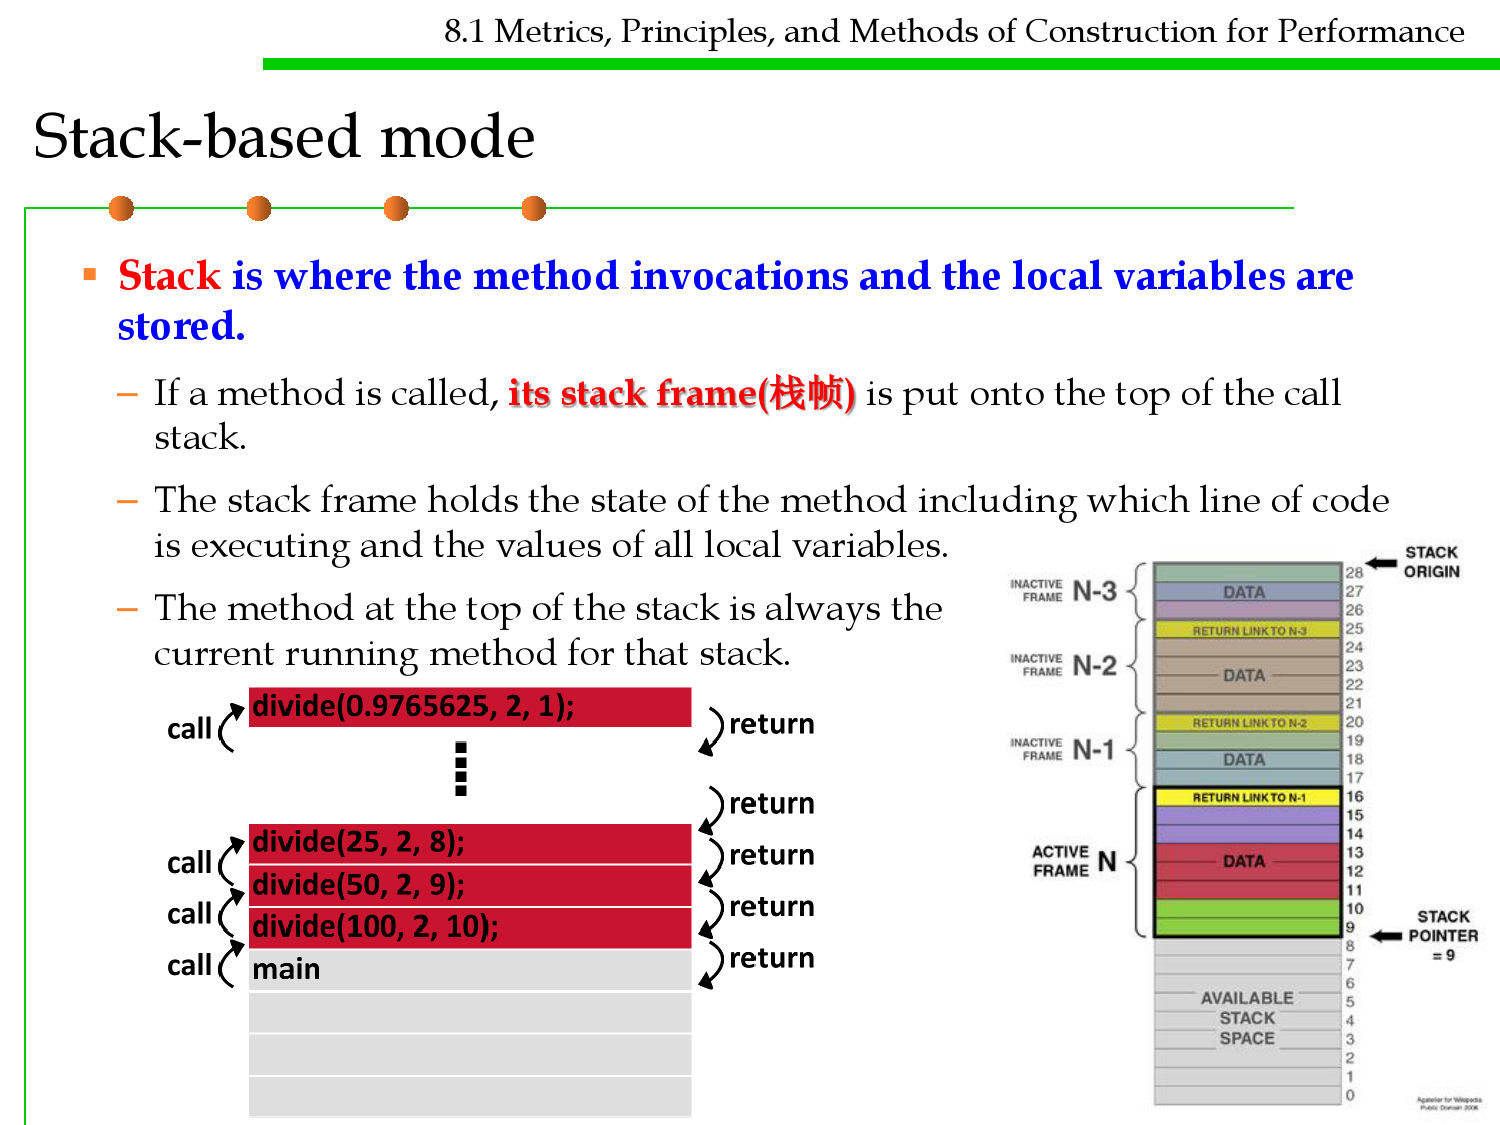 8.1 Metrics, Principles, and Methods of Construction for Performance
Stack-based mode
Stack is where the method invocations and the local variables are
stored.
– If a method is called, its stack frame(栈帧) is put onto the top of the call
stack.
– The stack frame holds the state of the method including which line of code
is executing and the values of all local variables.
– The method at the top of the stack is always the
current running method for that stack.
divide(0.9765625, 2, 1);
call
return
return
divide(25, 2, 8);
call
return
divide(50, 2, 9);
call
return
divide(100, 2, 10);
call
return
main
STACK
ORIGIN
INACTIVE
FRAME N-3
DATA
28
27
26
RETURN LINK TO N-3 25
INACTIVE
FRAME N-2
DATA
24
23
22
21
RETURN LINK TO N-2 20
INACTIVE
FRAME N-1
DATA
19
18
17
RETURN LINK TO N-1 16
ACTIVE
FRAME N
DATA
15
14
13
12
11
10
9
STACK
POINTER
= 9
AVAILABLE
STACK
SPACE
8
7
6
5
4
3
2
1
0
Agateller for Wikipedia
Public Domain 2006